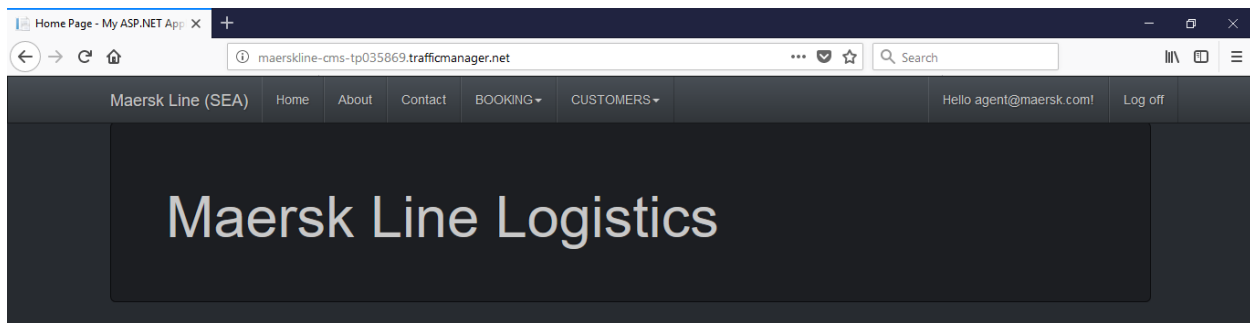 Home Page - My ASP.NET App
maerskline-cms-tp035869.trafficmanager.net
Search
Maersk Line (SEA) Home About Contact BOOKING CUSTOMERS Hello agent@maersk.com! Log off
Maersk Line Logistics